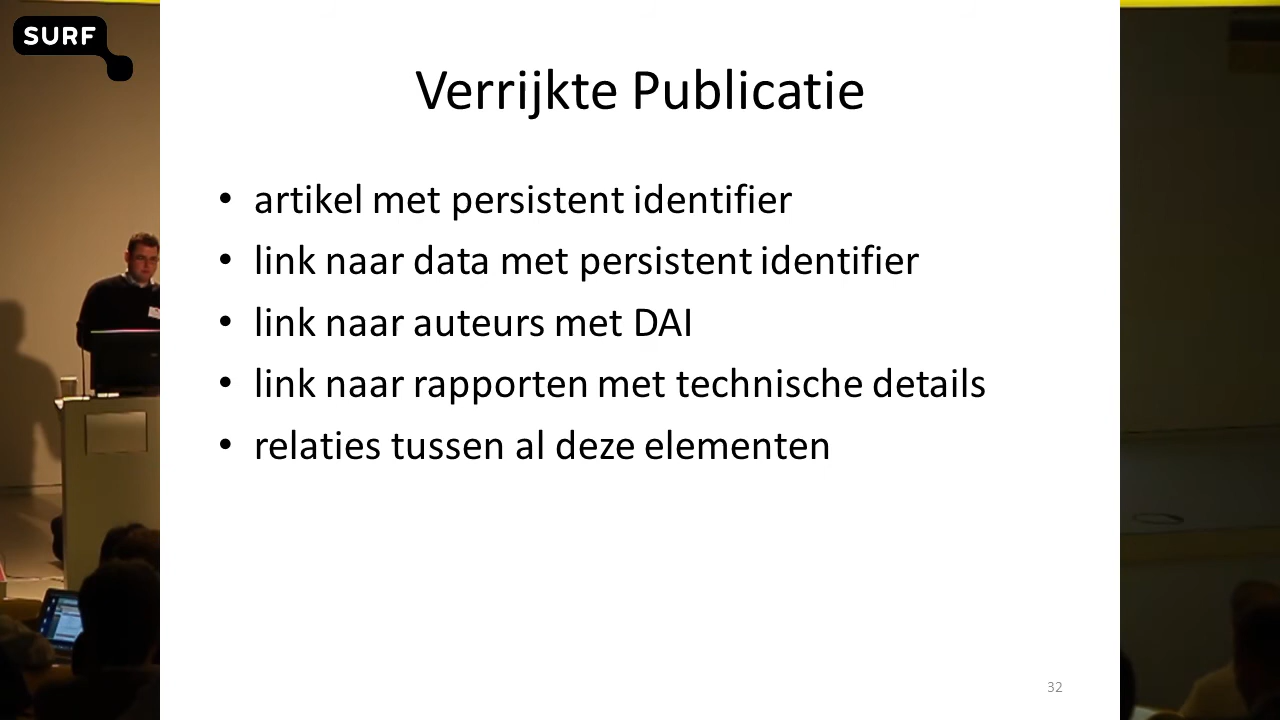 SURF
Verrijkte Publicatie
• artikel met persistent identifier
• link naar data met persistent identifier
• link naar auteurs met DAI
• link naar rapporten met technische details
• relaties tussen al deze elementen
32